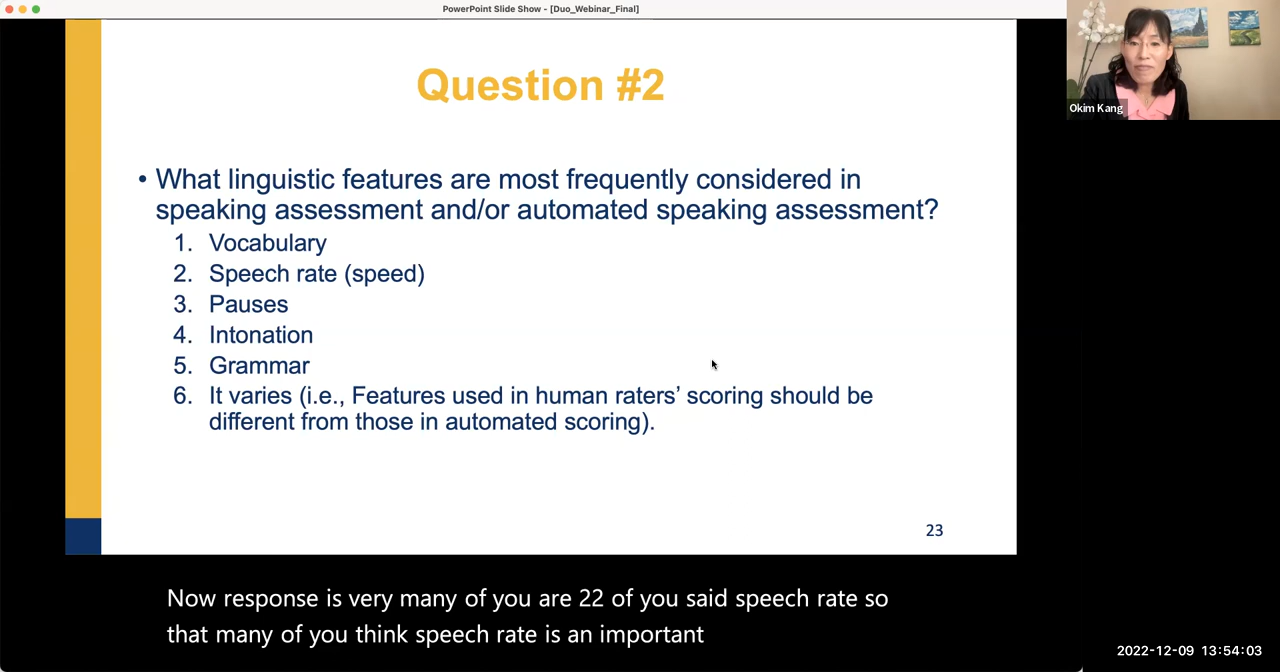 PowerPoint Slide Show - [Duo_Webinar_Final]
Okim Kang
Question #2
• What linguistic features are most frequently considered in
speaking assessment and/or automated speaking assessment?
1. Vocabulary
2. Speech rate (speed)
3. Pauses
4. Intonation
5. Grammar
6. It varies (i.e., Features used in human raters’ scoring should be
different from those in automated scoring).
23
Now response is very many of you are 22 of you said speech rate so
that many of you think speech rate is an important
2022-12-09 13:54:03